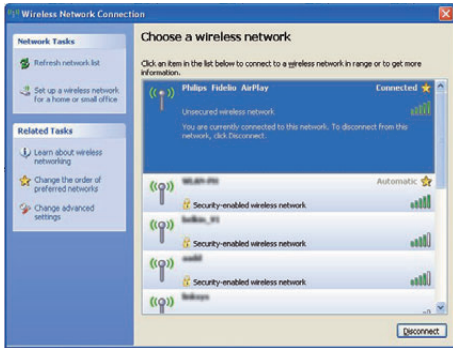 Wireless Network Connection
Network Tasks
Refresh network list
Set up a wireless network
for a home or small office
Related Tasks
Learn about wireless
networking
Change the order of
preferred networks
Change advanced
settings
Choose a wireless network
Click an item in the list below to connect to a wireless network in range or to get more
information.
Philips Fidelio AirPlay Connected
Unsecured wireless network
You are currently connected to this network. To disconnect from this
network, click Disconnect.
Automatic
Security-enabled wireless network
Security-enabled wireless network
Security-enabled wireless network
Disconnect